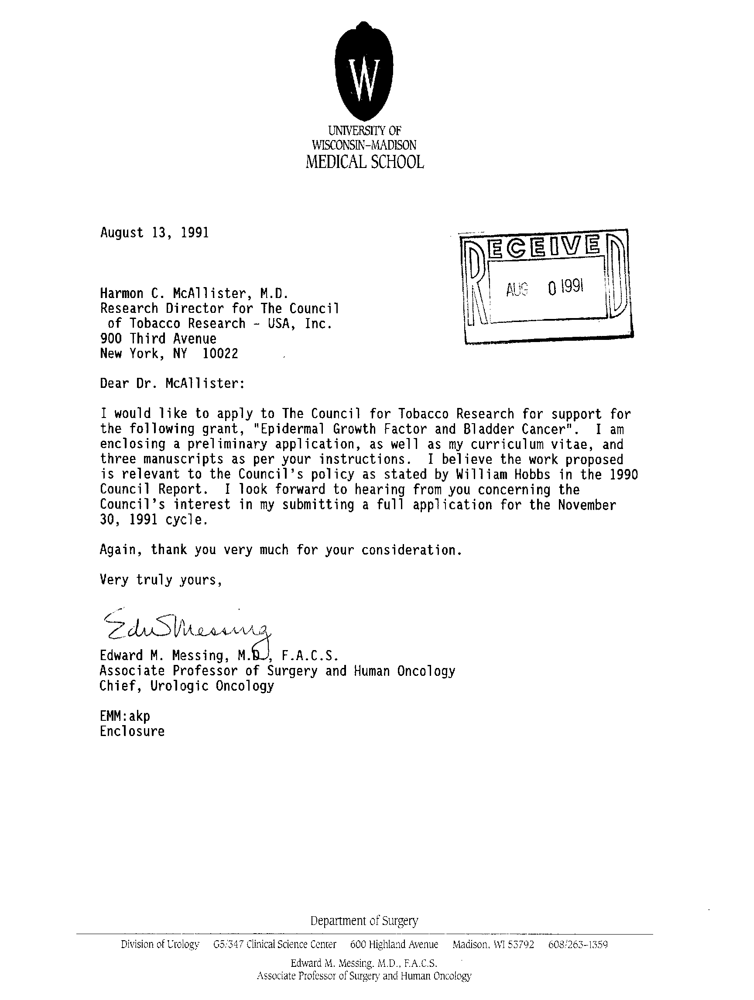 W
UNIVERSITY OF
WISCONSIN-MADISON
MEDICAL SCHOOL
August 13, 1991
RECEIVED
AUG 0 1991
Harmon C. McAllister, M.D.
Research Director for The Council
of Tobacco Research - USA, Inc.
900 Third Avenue
New York, NY 10022
Dear Dr. McAllister:
I would like to apply to The Council for Tobacco Research for support for
the following grant, "Epidermal Growth Factor and Bladder Cancer". I am
enclosing a preliminary application, as well as my curriculum vitae, and
three manuscripts as per your instructions. I believe the work proposed
is relevant to the Council's policy as stated by William Hobbs in the 1990
Council Report. I look forward to hearing from you concerning the
Council's interest in my submitting a full application for the November
30, 1991 cycle.
Again, thank you very much for your consideration.
Very truly yours,
Edw Messing
Edward M. Messing, M.D., F.A.C.S.
Associate Professor of Surgery and Human Oncology
Chief, Urologic Oncology
EMM:akp
Enclosure
Department of Surgery
Division of Urology G5/347 Clinical Science Center 600 Highland Avenue Madison, WI 53792 608/263-1359
Edward M. Messing, M.D., F.A.C.S.
Associate Professor of Surgery and Human Oncology